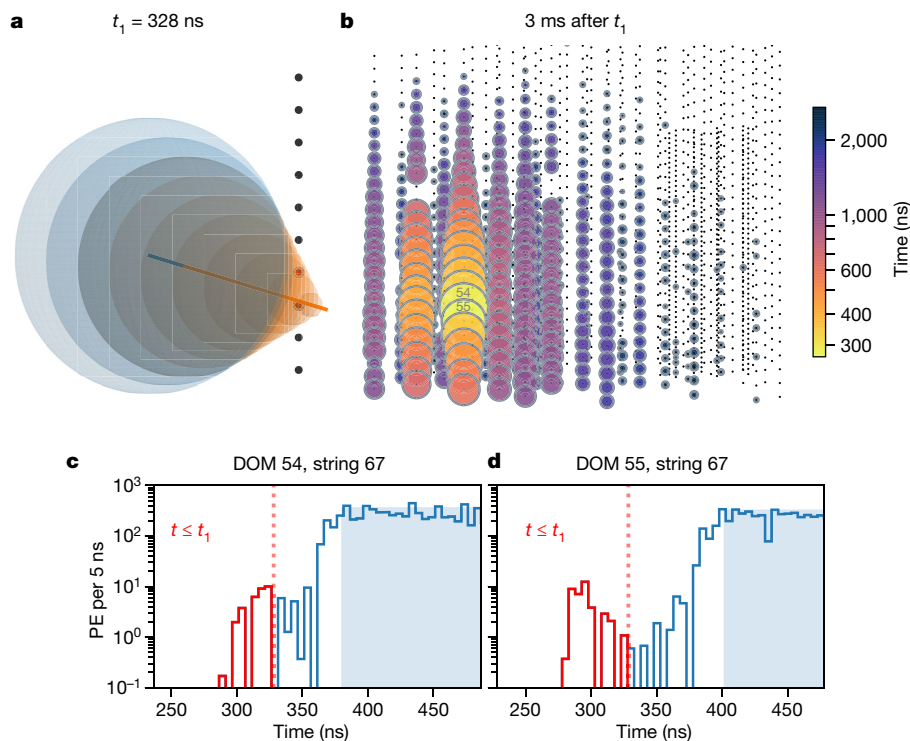 a
t1 = 328 ns
b
3 ms after t1
54
55
2,000
1,000
600
400
300
Time (ns)
c
DOM 54, string 67
d
DOM 55, string 67
10³
10²
10¹
10⁰
10⁻¹
PE per 5 ns
t ≤ t1
t ≤ t1
250 300 350 400 450
250 300 350 400 450
Time (ns)
Time (ns)